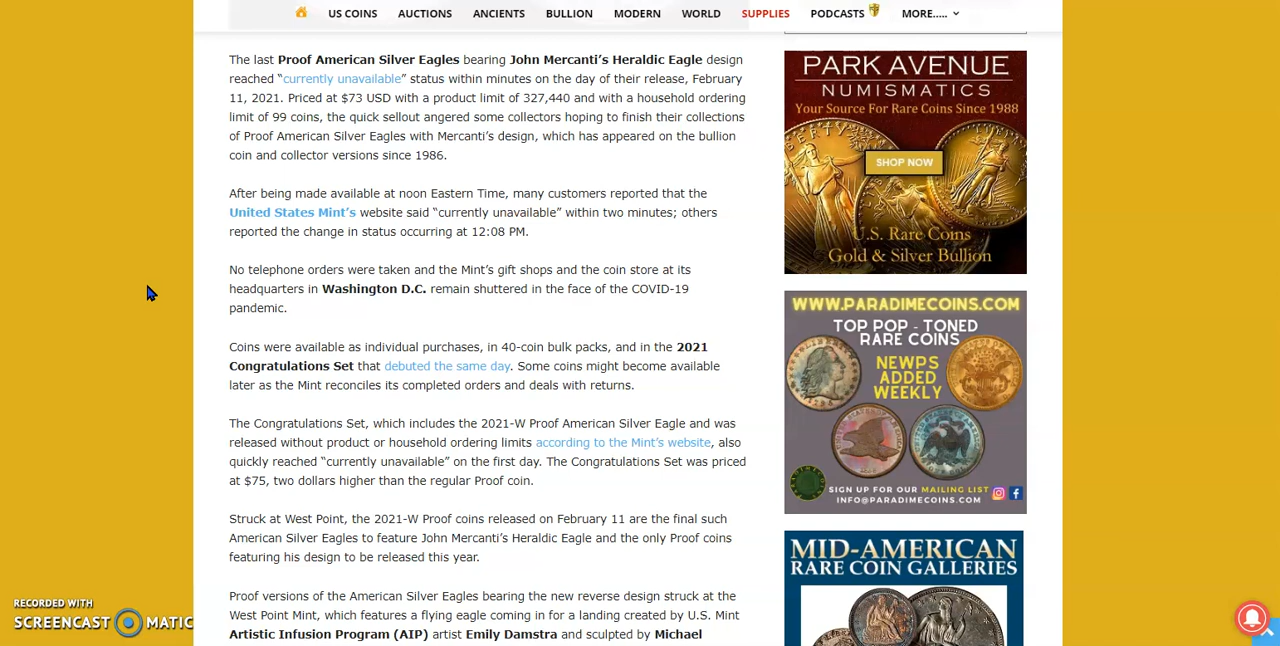 US COINS AUCTIONS ANCIENTS BULLION MODERN WORLD SUPPLIES PODCASTS MORE.....
The last Proof American Silver Eagles bearing John Mercanti's Heraldic Eagle design
reached "currently unavailable" status within minutes on the day of their release, February
11, 2021. Priced at $73 USD with a product limit of 327,440 and with a household ordering
limit of 99 coins, the quick sellout angered some collectors hoping to finish their collections
of Proof American Silver Eagles with Mercanti's design, which has appeared on the bullion
coin and collector versions since 1986.
After being made available at noon Eastern Time, many customers reported that the
United States Mint's website said "currently unavailable" within two minutes; others
reported the change in status occurring at 12:08 PM.
No telephone orders were taken and the Mint's gift shops and the coin store at its
headquarters in Washington D.C. remain shuttered in the face of the COVID-19
pandemic.
Coins were available as individual purchases, in 40-coin bulk packs, and in the 2021
Congratulations Set that debuted the same day. Some coins might become available
later as the Mint reconciles its completed orders and deals with returns.
The Congratulations Set, which includes the 2021-W Proof American Silver Eagle and was
released without product or household ordering limits according to the Mint's website, also
quickly reached "currently unavailable" on the first day. The Congratulations Set was priced
at $75, two dollars higher than the regular Proof coin.
Struck at West Point, the 2021-W Proof coins released on February 11 are the final such
American Silver Eagles to feature John Mercanti's Heraldic Eagle and the only Proof coins
featuring his design to be released this year.
Proof versions of the American Silver Eagles bearing the new reverse design struck at the
West Point Mint, which features a flying eagle coming in for a landing created by U.S. Mint
Artistic Infusion Program (AIP) artist Emily Damstra and sculpted by Michael
PARK AVENUE
NUMISMATICS
Your Source For Rare Coins Since 1988
SHOP NOW
U.S. Rare Coins
Gold & Silver Bullion
WWW.PARADIMECOINS.COM
TOP POP - TONED
RARE COINS
NEWPS
ADDED
WEEKLY
SIGN UP FOR OUR MAILING LIST
INFO@PARADIMECOINS.COM
MID-AMERICAN
RARE COIN GALLERIES
RECORDED WITH
SCREENCAST MATIC